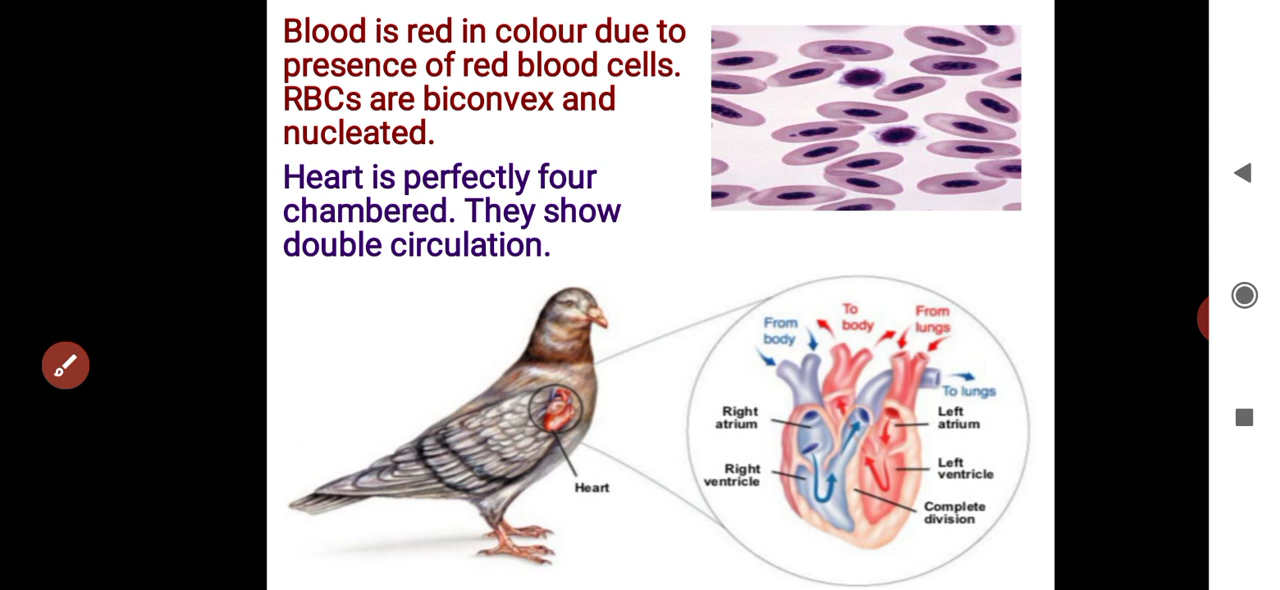 Blood is red in colour due to
presence of red blood cells.
RBCs are biconvex and
nucleated.
Heart is perfectly four
chambered. They show
double circulation.
From
body
To
body
From
lungs
To lungs
Right
atrium
Left
atrium
Right
ventricle
Left
ventricle
Complete
division
Heart